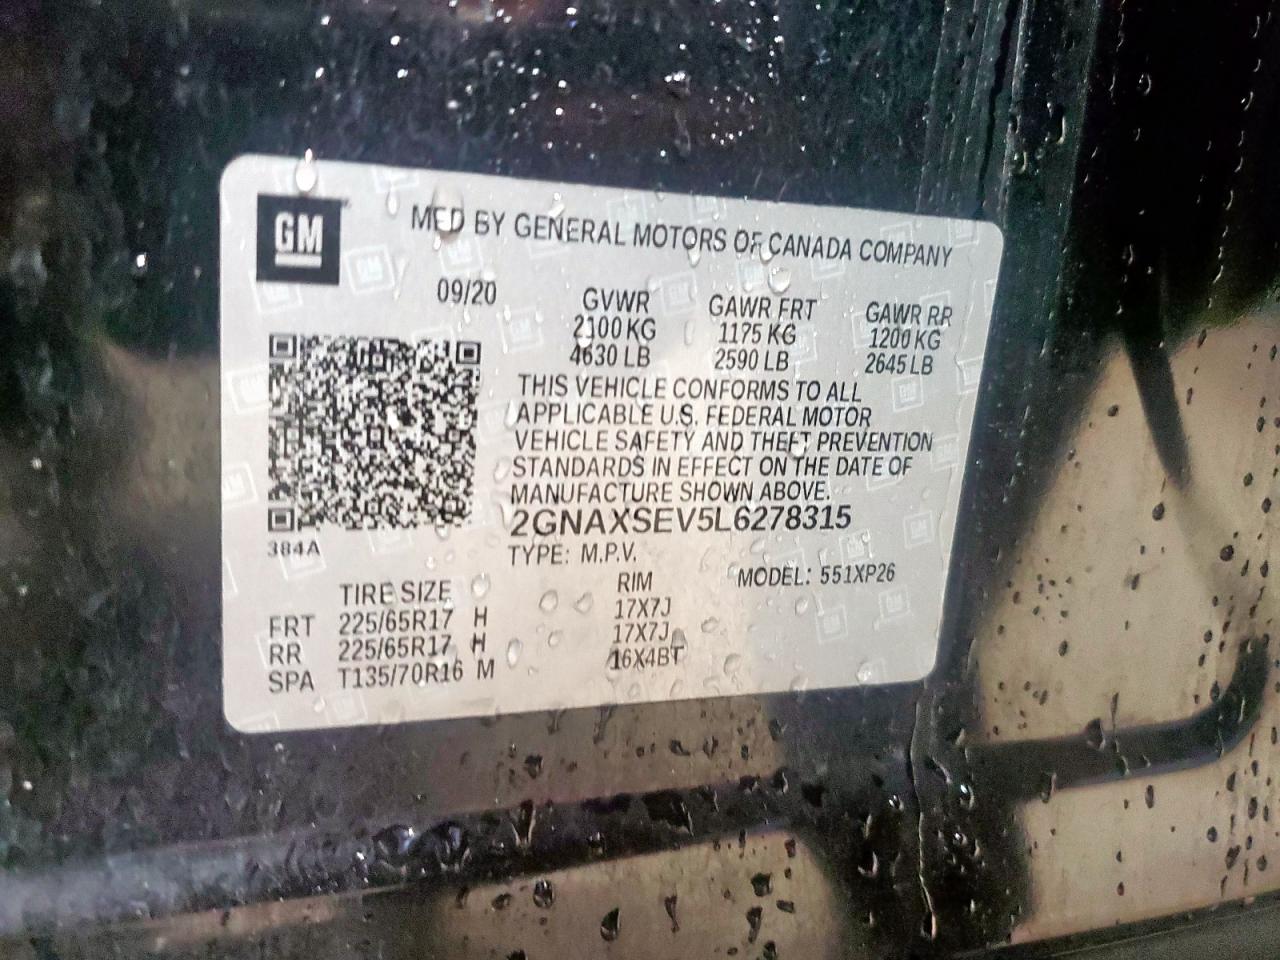 GM
MFD BY GENERAL MOTORS OF CANADA COMPANY
09/20 GVWR GAWR FRT GAWR RR
2100 KG 1175 KG 1200 KG
4630 LB 2590 LB 2645 LB
THIS VEHICLE CONFORMS TO ALL
APPLICABLE U.S. FEDERAL MOTOR
VEHICLE SAFETY AND THEFT PREVENTION
STANDARDS IN EFFECT ON THE DATE OF
MANUFACTURE SHOWN ABOVE.
2GNAXSEV5L6278315
384A
TYPE: M.P.V. MODEL: 551XP26
TIRE SIZE RIM
FRT 225/65R17 H 17X7J
RR 225/65R17 H 17X7J
SPA T135/70R16 M 16X4BT